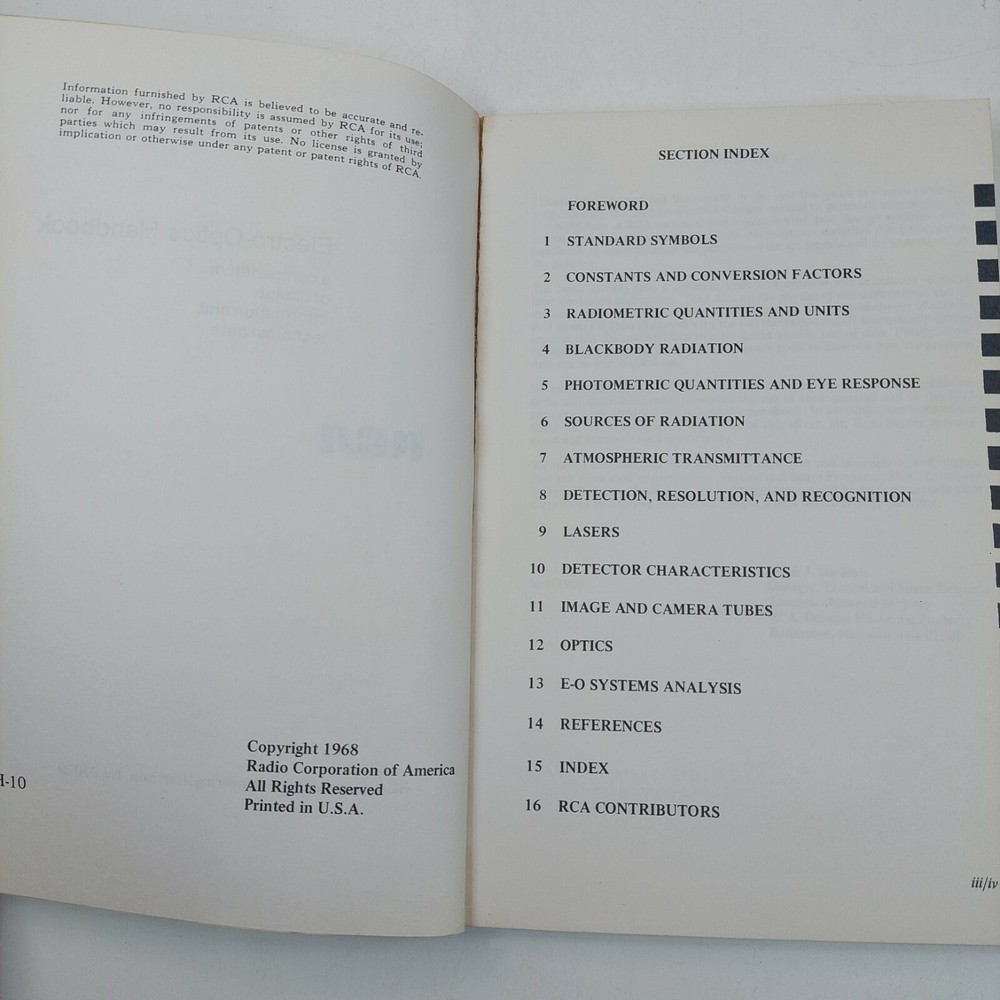 Information furnished by RCA is believed to be accurate and re-
liable. However, no responsibility is assumed by RCA for its use;
nor for any infringements of patents or other rights of third
parties which may result from its use. No license is granted by
implication or otherwise under any patent or patent rights of RCA.
Copyright 1968
Radio Corporation of America
All Rights Reserved
Printed in U.S.A.
H-10
SECTION INDEX
FOREWORD
1 STANDARD SYMBOLS
2 CONSTANTS AND CONVERSION FACTORS
3 RADIOMETRIC QUANTITIES AND UNITS
4 BLACKBODY RADIATION
5 PHOTOMETRIC QUANTITIES AND EYE RESPONSE
6 SOURCES OF RADIATION
7 ATMOSPHERIC TRANSMITTANCE
8 DETECTION, RESOLUTION, AND RECOGNITION
9 LASERS
10 DETECTOR CHARACTERISTICS
11 IMAGE AND CAMERA TUBES
12 OPTICS
13 E-O SYSTEMS ANALYSIS
14 REFERENCES
15 INDEX
16 RCA CONTRIBUTORS
iii/iv